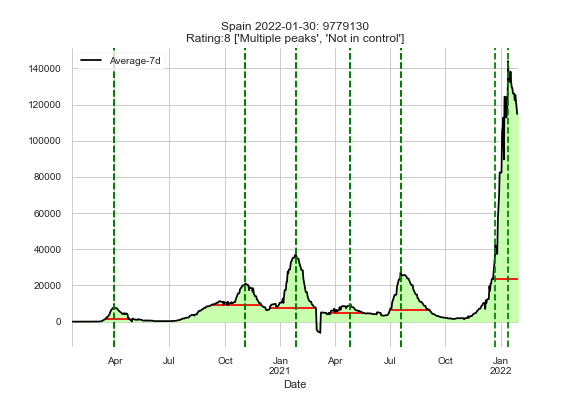 Spain 2022-01-30: 9779130
Rating:8 ['Multiple peaks', 'Not in control']
Average-7d
140000
120000
100000
80000
60000
40000
20000
0
Apr Jul Oct Jan Apr Jul Oct Jan
2021 2022
Date